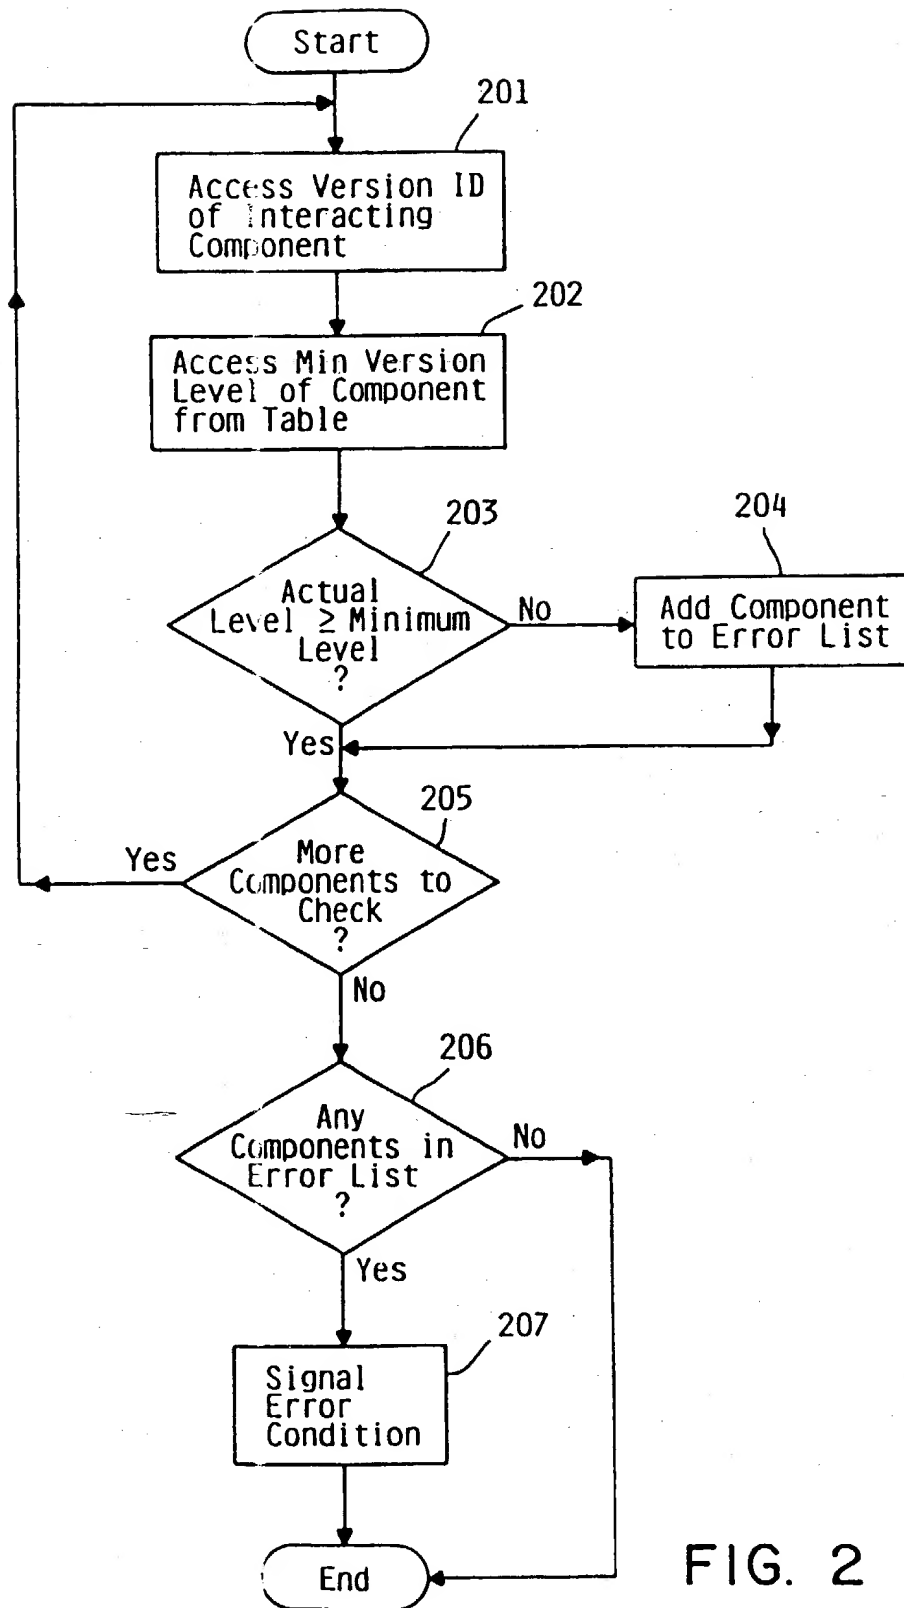 Start
201
Access Version ID
of Interacting
Component
202
Access Min Version
Level of Component
from Table
203
Actual
Level ≥ Minimum
Level
?
No
204
Add Component
to Error List
Yes
205
More
Components to
Check
?
Yes
No
206
Any
Components in
Error List
?
No
Yes
207
Signal
Error
Condition
End
FIG. 2